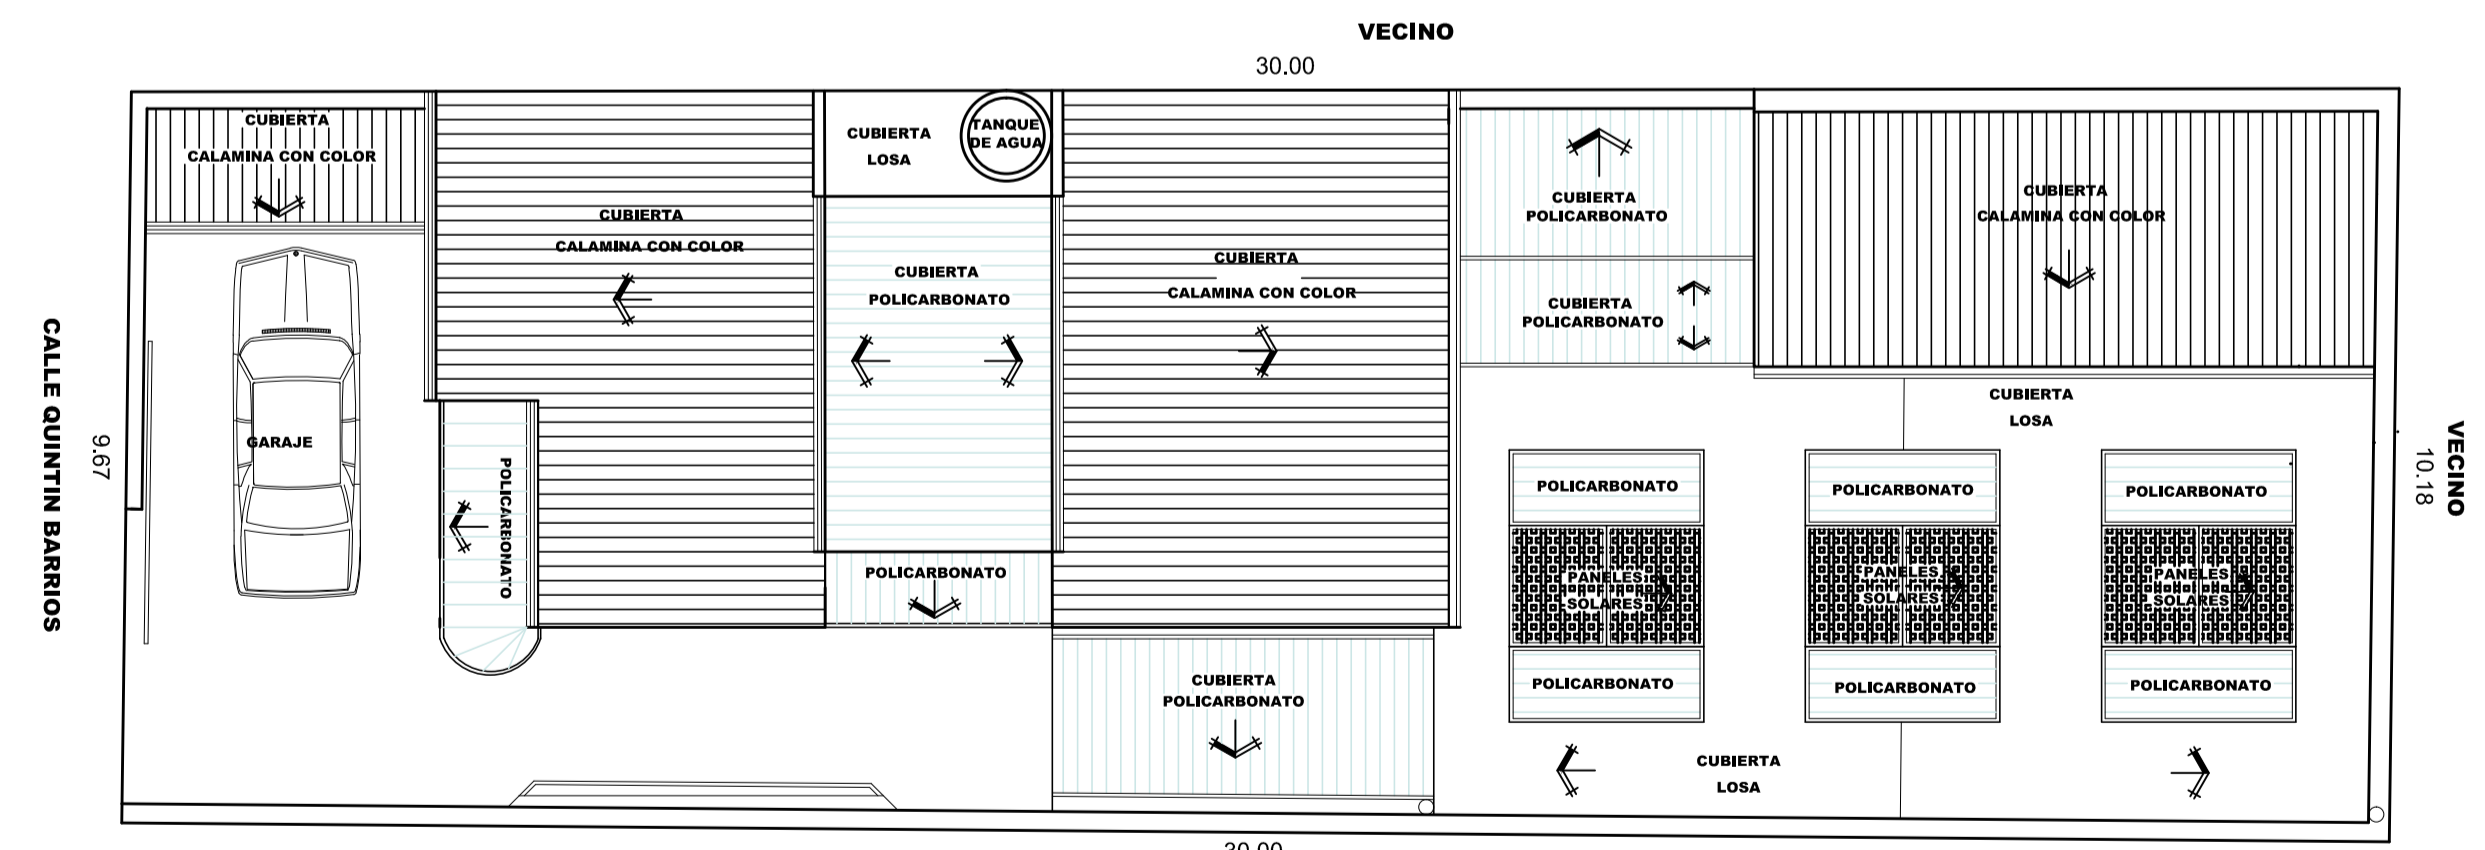 VECINO
30.00
CUBIERTA
CALAMINA CON COLOR
CUBIERTA
CALAMINA CON COLOR
CUBIERTA
LOSA
TANQUE
DE AGUA
CUBIERTA
POLICARBONATO
CUBIERTA
CALAMINA CON COLOR
CUBIERTA
POLICARBONATO
CUBIERTA
POLICARBONATO
CUBIERTA
CALAMINA CON COLOR
CUBIERTA
LOSA
CALLE QUINTIN BARRIOS
9.67
GARAJE
POLICARBONATO
POLICARBONATO
CUBIERTA
POLICARBONATO
POLICARBONATO
PANELES
SOLARES
POLICARBONATO
POLICARBONATO
PANELES
SOLARES
POLICARBONATO
POLICARBONATO
PANELES
SOLARES
POLICARBONATO
CUBIERTA
LOSA
VECINO
10.18
30.00